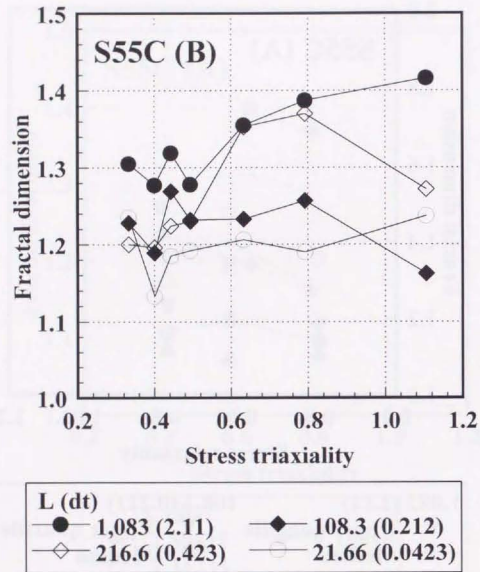 1.5
S55C (B)
1.4
1.3
1.2
1.1
1.0
Fractal dimension
0.2 0.4 0.6 0.8 1.0 1.2
Stress triaxiality
L (dt)
1,083 (2.11) 108.3 (0.212)
216.6 (0.423) 21.66 (0.0423)